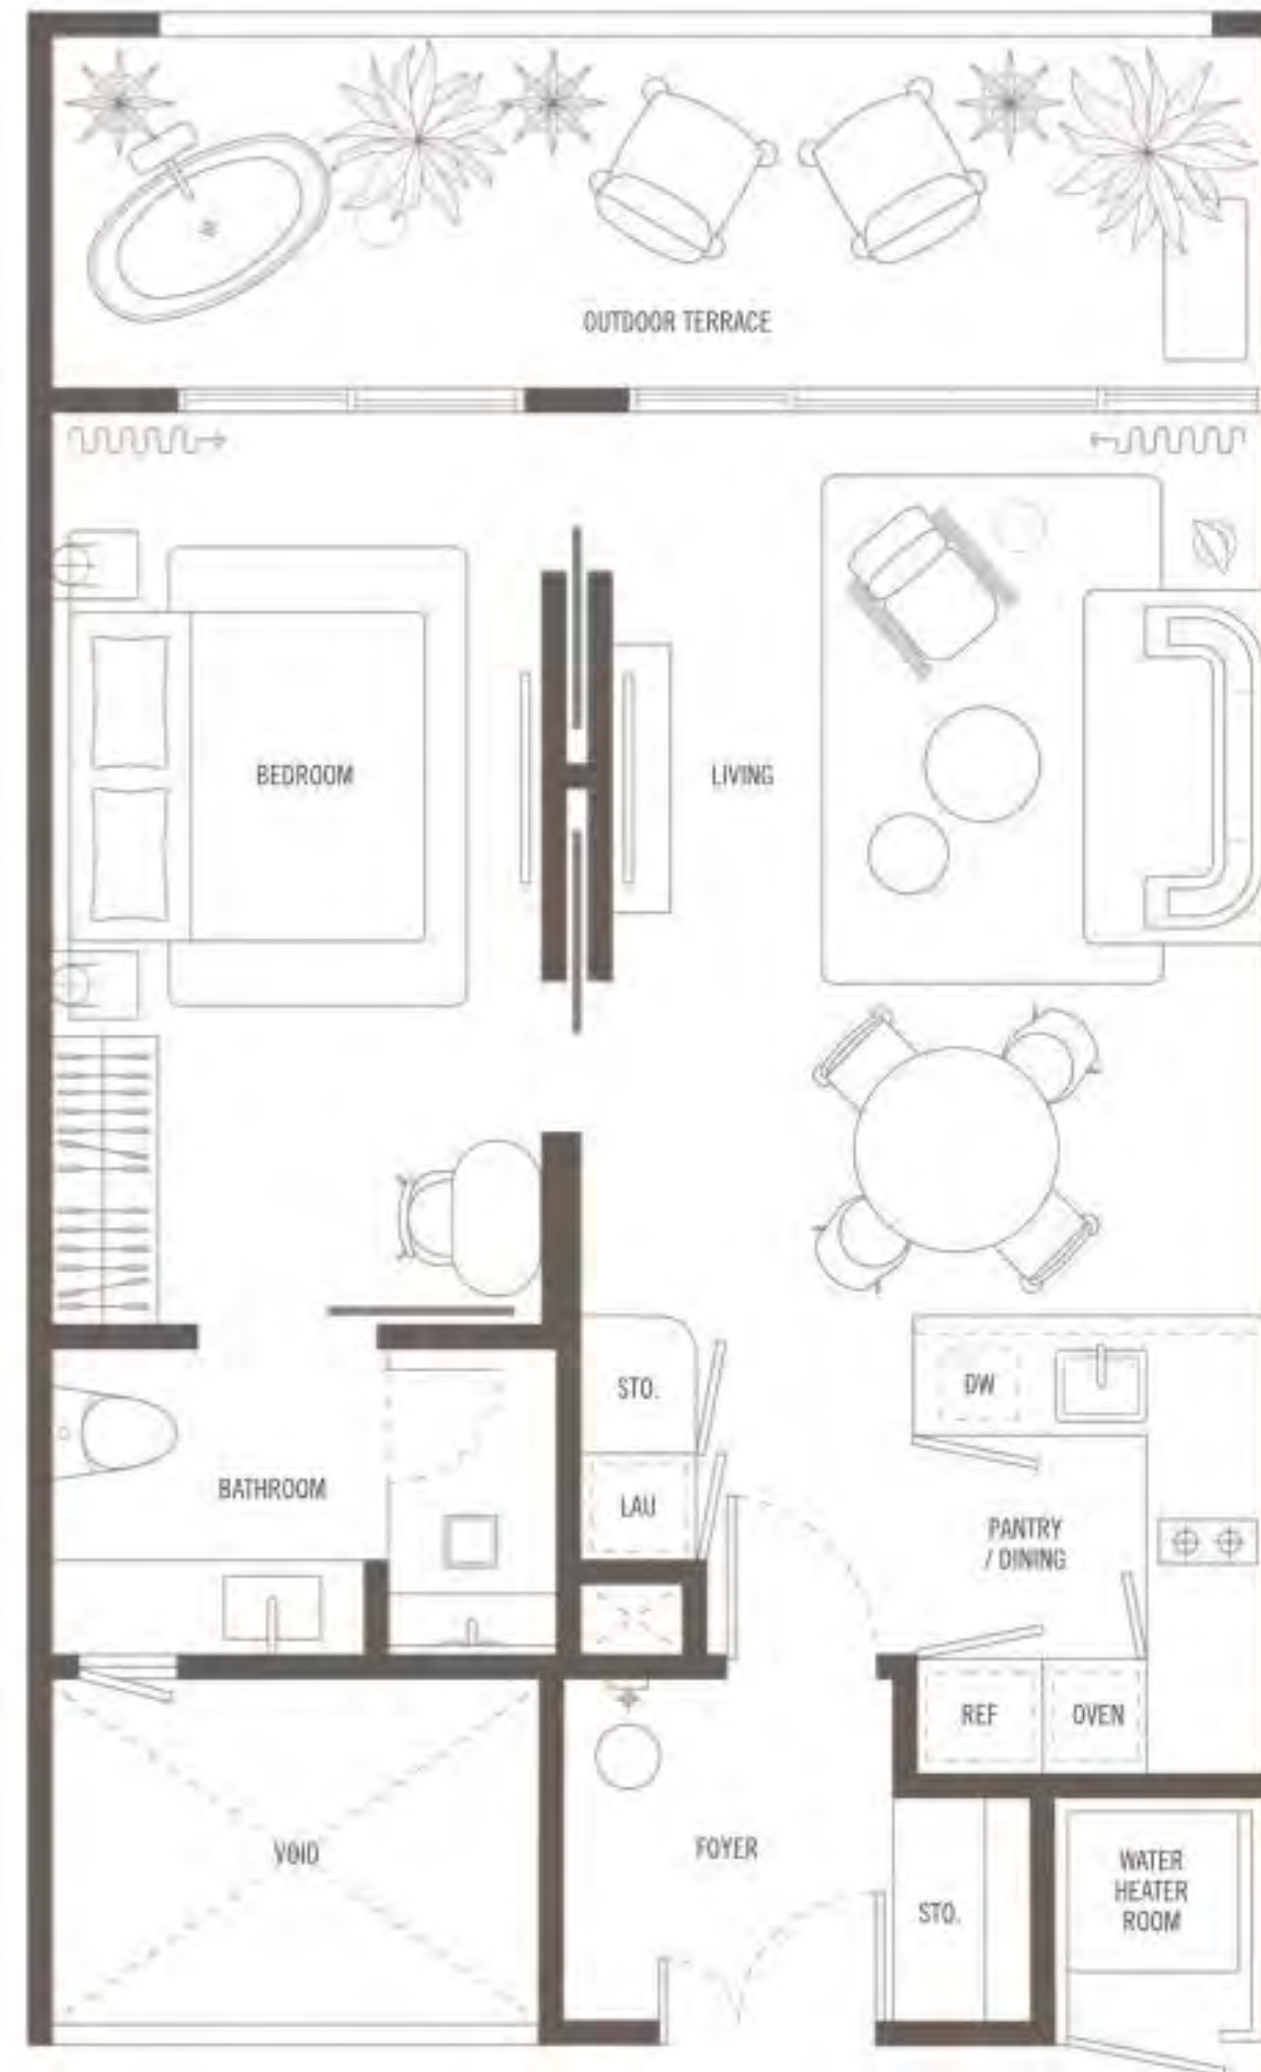 OUTDOOR TERRACE
BEDROOM
LIVING
STO.
DW
BATHROOM
LAU
PANTRY
/ DINING
REF
OVEN
VOID
FOYER
STO.
WATER
HEATER
ROOM